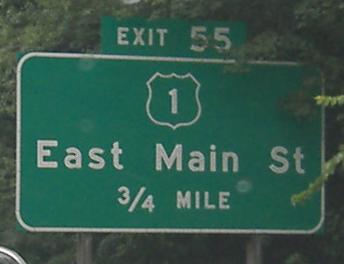 EXIT 55
1
East Main St
3/4 MILE